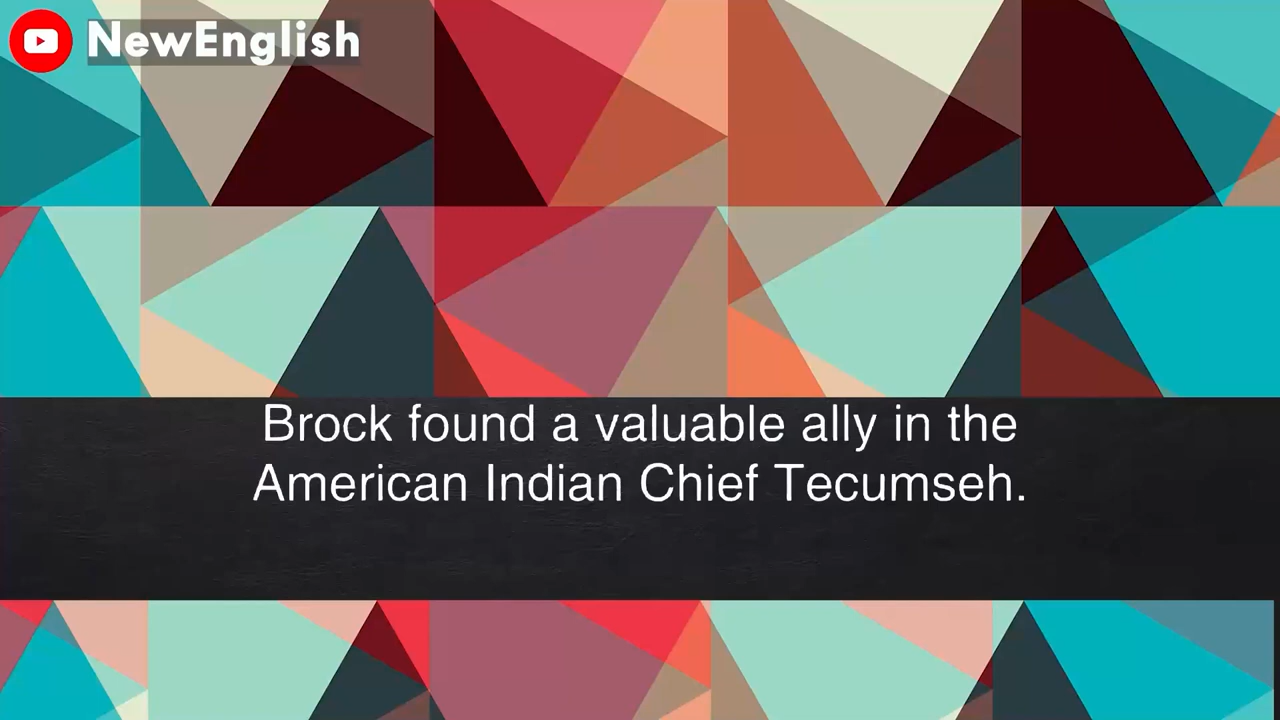 NewEnglish
Brock found a valuable ally in the
American Indian Chief Tecumseh.